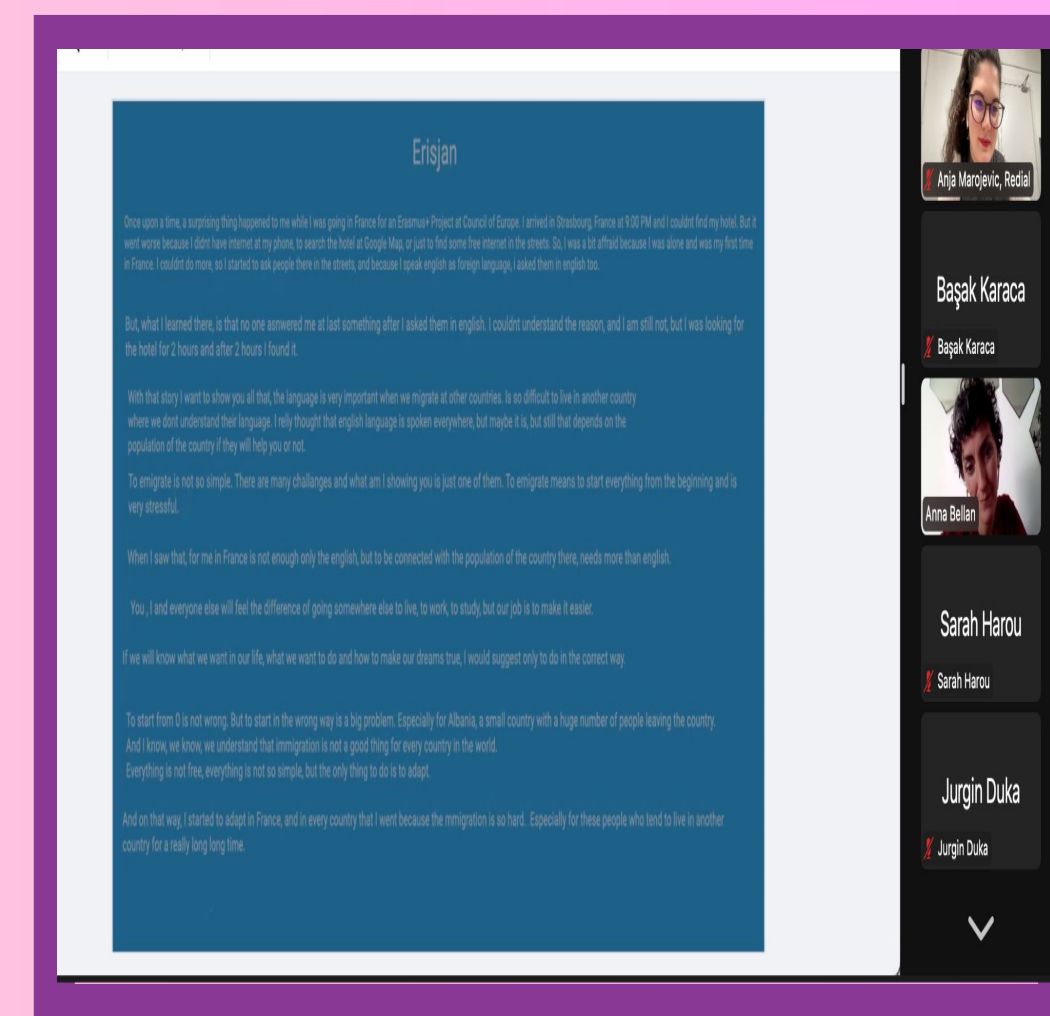 Erisjan
Once upon a time, a surprising thing happened to me while I was going in France for an Erasmus+ Project at Council of Europe. I arrived in Strasbourg, France at 9:00 PM and I couldnt find my hotel. But it
went worse because I didnt have internet at my phone, to search the hotel at Google Map, or just to find some free internet in the streets. So, I was a bit affraid because I was alone and was my first time
in France. I couldnt do more, so I started to ask people there in the streets, and because I speak english as foreign language, i asked them in english too.
But, what I learned there, is that no one asnwered me at last something after I asked them in english. I couldnt understand the reason, and I am still not, but I was looking for
the hotel for 2 hours and after 2 hours I found it.
With that story I want to show you all that, the language is very important when we migrate at other countries. Is so difficult to live in another country
where we dont understand their language. I relly thought that english language is spoken everywhere, but maybe it is, but still that depends on the
population of the country if they will help you or not.
To emigrate is not so simple. There are many challanges and what am I showing you is just one of them. To emigrate means to start everything from the beginning and is
very stressful.
When I saw that, for me in France is not enough only the english, but to be connected with the population of the country there, needs more than english.
You , I and everyone else will feel the difference of going somewhere else to live, to work, to study, but our job is to make it easier.
If we will know what we want in our life, what we want to do and how to make our dreams true, I would suggest only to do in the correct way.
To start from 0 is not wrong. But to start in the wrong way is a big problem. Especially for Albania, a small country with a huge number of people leaving the country.
And I know, we know, we understand that immigration is not a good thing for every country in the world.
Everything is not free, everything is not so simple, but the only thing to do is to adapt.
And on that way, I started to adapt in France, and in every country that I went because the mmigration is so hard. Especially for these people who tend to live in another
country for a really long long time.
Anja Marojevic, Redial
Başak Karaca
Başak Karaca
Anna Bellan
Sarah Harou
Sarah Harou
Jurgin Duka
Jurgin Duka